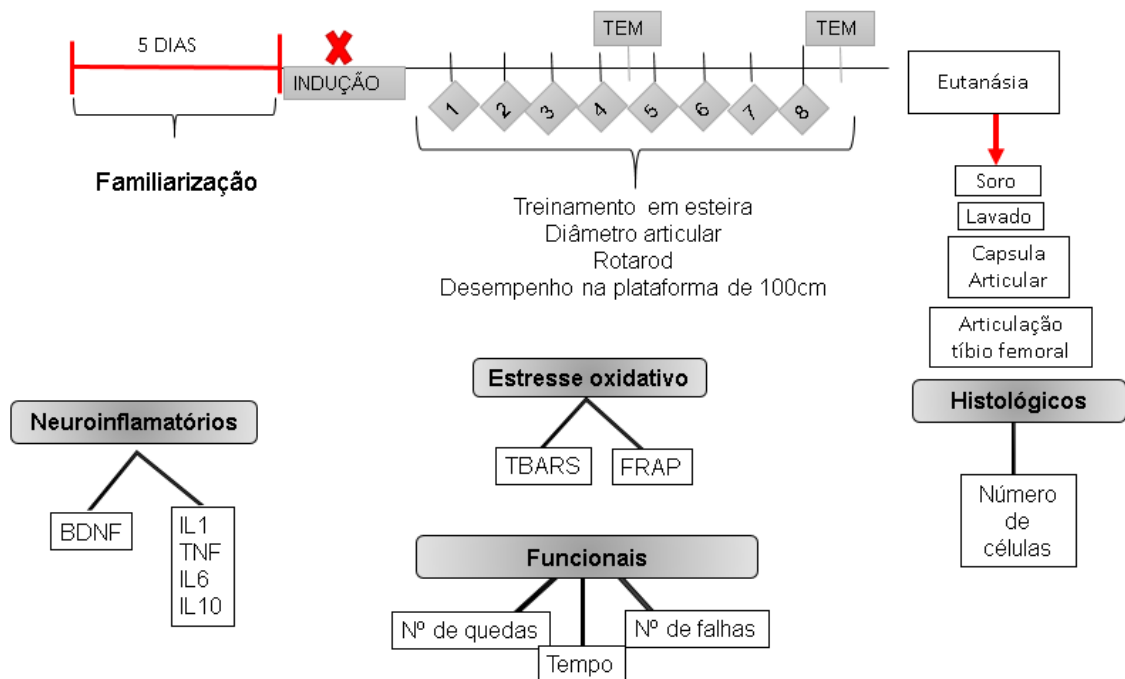 5 DIAS
INDUÇÃO
TEM
TEM
1
2
3
4
5
6
7
8
Familiarização
Treinamento em esteira
Diâmetro articular
Rotarod
Desempenho na plataforma de 100cm
Eutanásia
Soro
Lavado
Capsula
Articular
Articulação
tíbio femoral
Neuroinflamatórios
BDNF
IL1
TNF
IL6
IL10
Estresse oxidativo
TBARS
FRAP
Funcionais
Nº de quedas
Tempo
Nº de falhas
Histológicos
Número
de
células